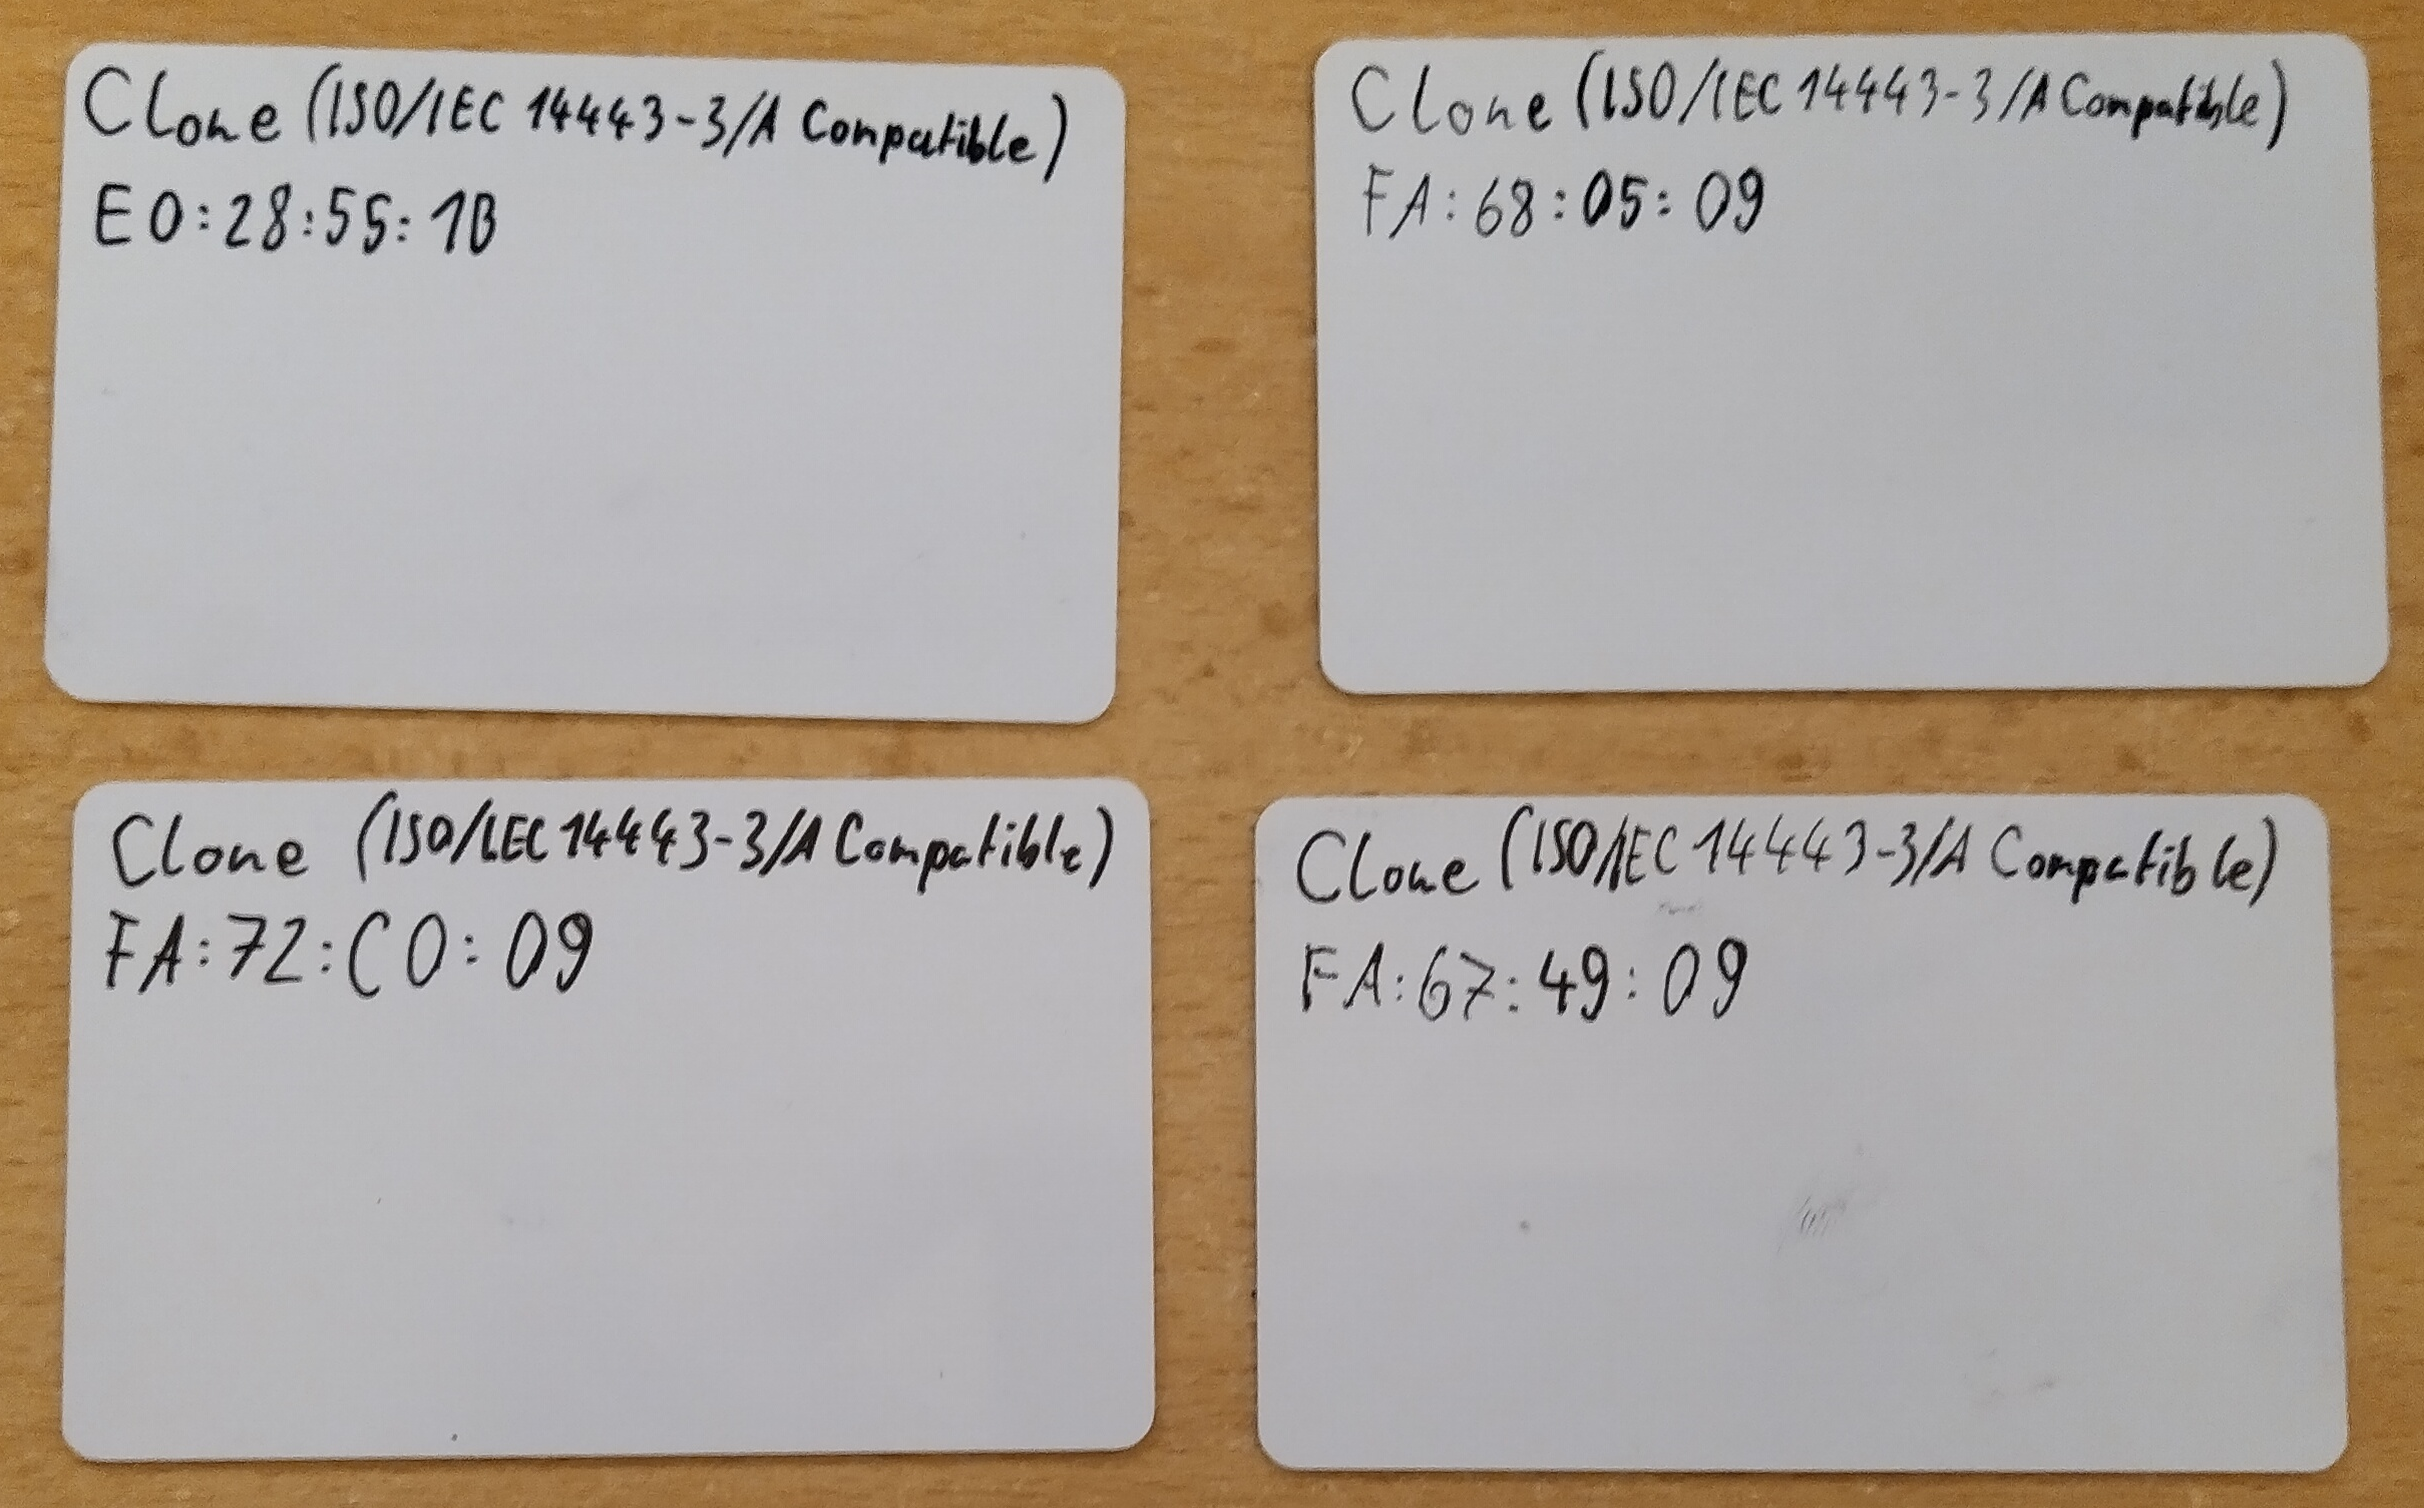 Clone (ISO/IEC 14443-3/A Compatible)
E0:28:55:1B
Clone (ISO/IEC 14443-3/A Compatible)
FA:68:05:09
Clone (ISO/IEC 14443-3/A Compatible)
FA:72:C0:09
Clone (ISO/IEC 14443-3/A Compatible)
FA:67:49:09